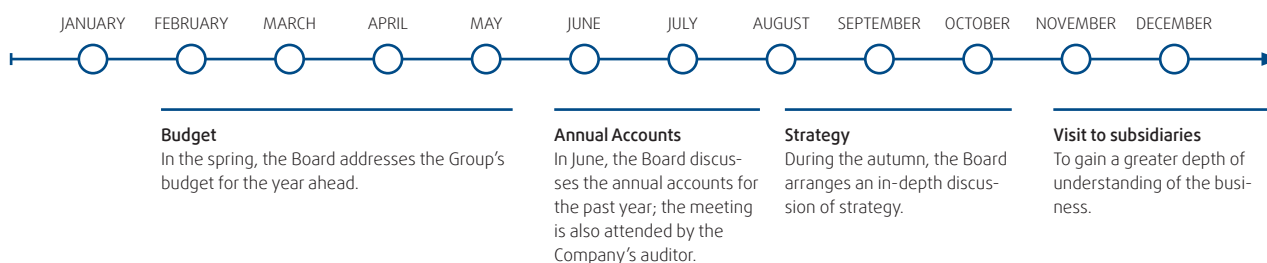 JANUARY FEBRUARY MARCH APRIL MAY JUNE JULY AUGUST SEPTEMBER OCTOBER NOVEMBER DECEMBER
Budget
In the spring, the Board addresses the Group’s
budget for the year ahead.
Annual Accounts
In June, the Board discus-
ses the annual accounts for
the past year; the meeting
is also attended by the
Company’s auditor.
Strategy
During the autumn, the Board
arranges an in-depth discus-
sion of strategy.
Visit to subsidiaries
To gain a greater depth of
understanding of the busi-
ness.